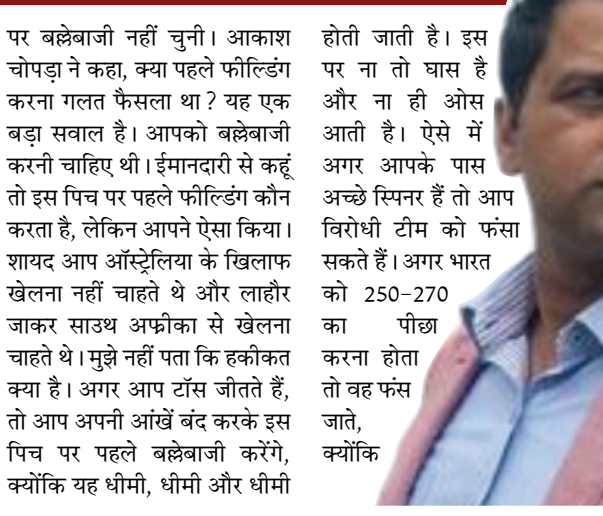 पर बल्लेबाजी नहीं चुनी। आकाश
चोपड़ा ने कहा, क्या पहले फील्डिंग
करना गलत फैसला था? यह एक
बड़ा सवाल है। आपको बल्लेबाजी
करनी चाहिए थी। ईमानदारी से कहूं
तो इस पिच पर पहले फील्डिंग कौन
करता है, लेकिन आपने ऐसा किया।
शायद आप ऑस्ट्रेलिया के खिलाफ
खेलना नहीं चाहते थे और लाहौर
जाकर साउथ अफ्रीका से खेलना
चाहते थे। मुझे नहीं पता कि हकीकत
क्या है। अगर आप टॉस जीतते हैं,
तो आप अपनी आंखें बंद करके इस
पिच पर पहले बल्लेबाजी करेंगे,
क्योंकि यह धीमी, धीमी और धीमी
होती जाती है। इस
पर ना तो घास है
और ना ही ओस
आती है। ऐसे में
अगर आपके पास
अच्छे स्पिनर हैं तो आप
विरोधी टीम को फंसा
सकते हैं। अगर भारत
को 250-270
का पीछा
करना होता
तो वह फंस
जाते,
क्योंकि